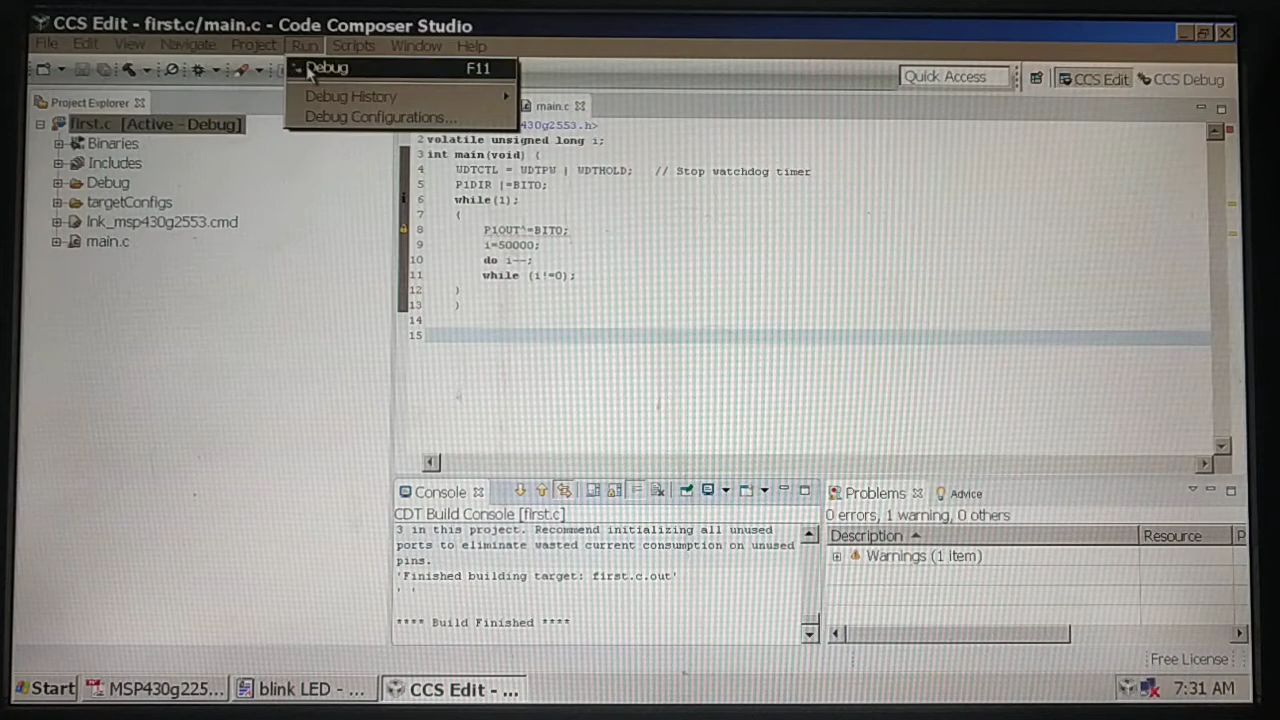 CCS Edit - first.c/main.c - Code Composer Studio
File Edit View Navigate Project Run Scripts Window Help
Debug F11
Quick Access
CCS Edit
CCS Debug
Debug History
Debug Configurations...
Project Explorer
main.c
first.c [Active - Debug]
Binaries
Includes
Debug
targetConfigs
lnk_msp430g2553.cmd
main.c
430g2553.h>
2 volatile unsigned long i;
3 int main(void) {
4 WDTCTL = WDTPW | WDTHOLD; // Stop watchdog timer
5 P1DIR |=BIT0;
6 while(1);
7 {
8 P1OUT^=BIT0;
9 i=50000;
10 do i--;
11 while (i!=0);
12 }
13 }
14
15
Console
CDT Build Console [first.c]
3 in this project. Recommend initializing all unused
ports to eliminate wasted current consumption on unused
pins.
'Finished building target: first.c.out'
' '
**** Build Finished ****
Problems
Advice
0 errors, 1 warning, 0 others
Description Resource P
Warnings (1 item)
Free License
Start
MSP430g225...
blink LED - ...
CCS Edit - ...
7:31 AM